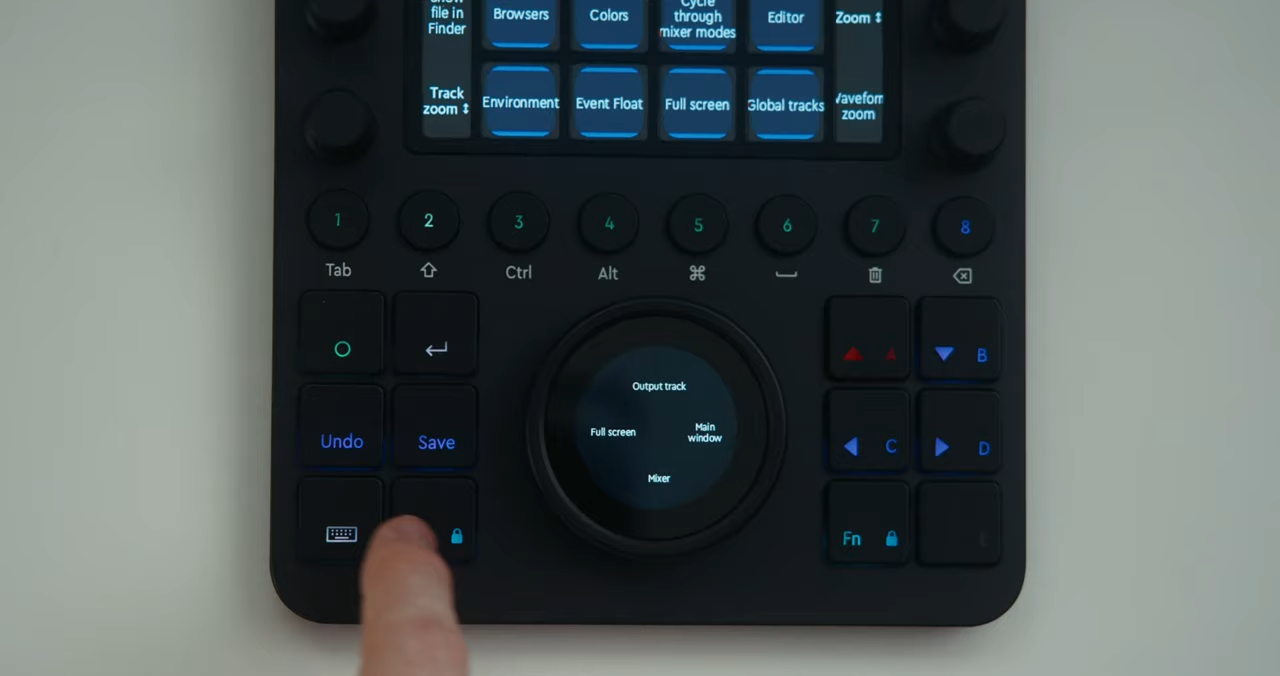 file in
Finder
Browsers
Colors
Cycle
through
mixer modes
Editor
Zoom
Track
zoom
Environment
Event Float
Full screen
Global tracks
zoom
1
2
3
4
5
6
7
8
Tab
Ctrl
Alt
⌘
A
B
Output track
Full screen
Main
window
Mixer
Undo
Save
C
D
Fn